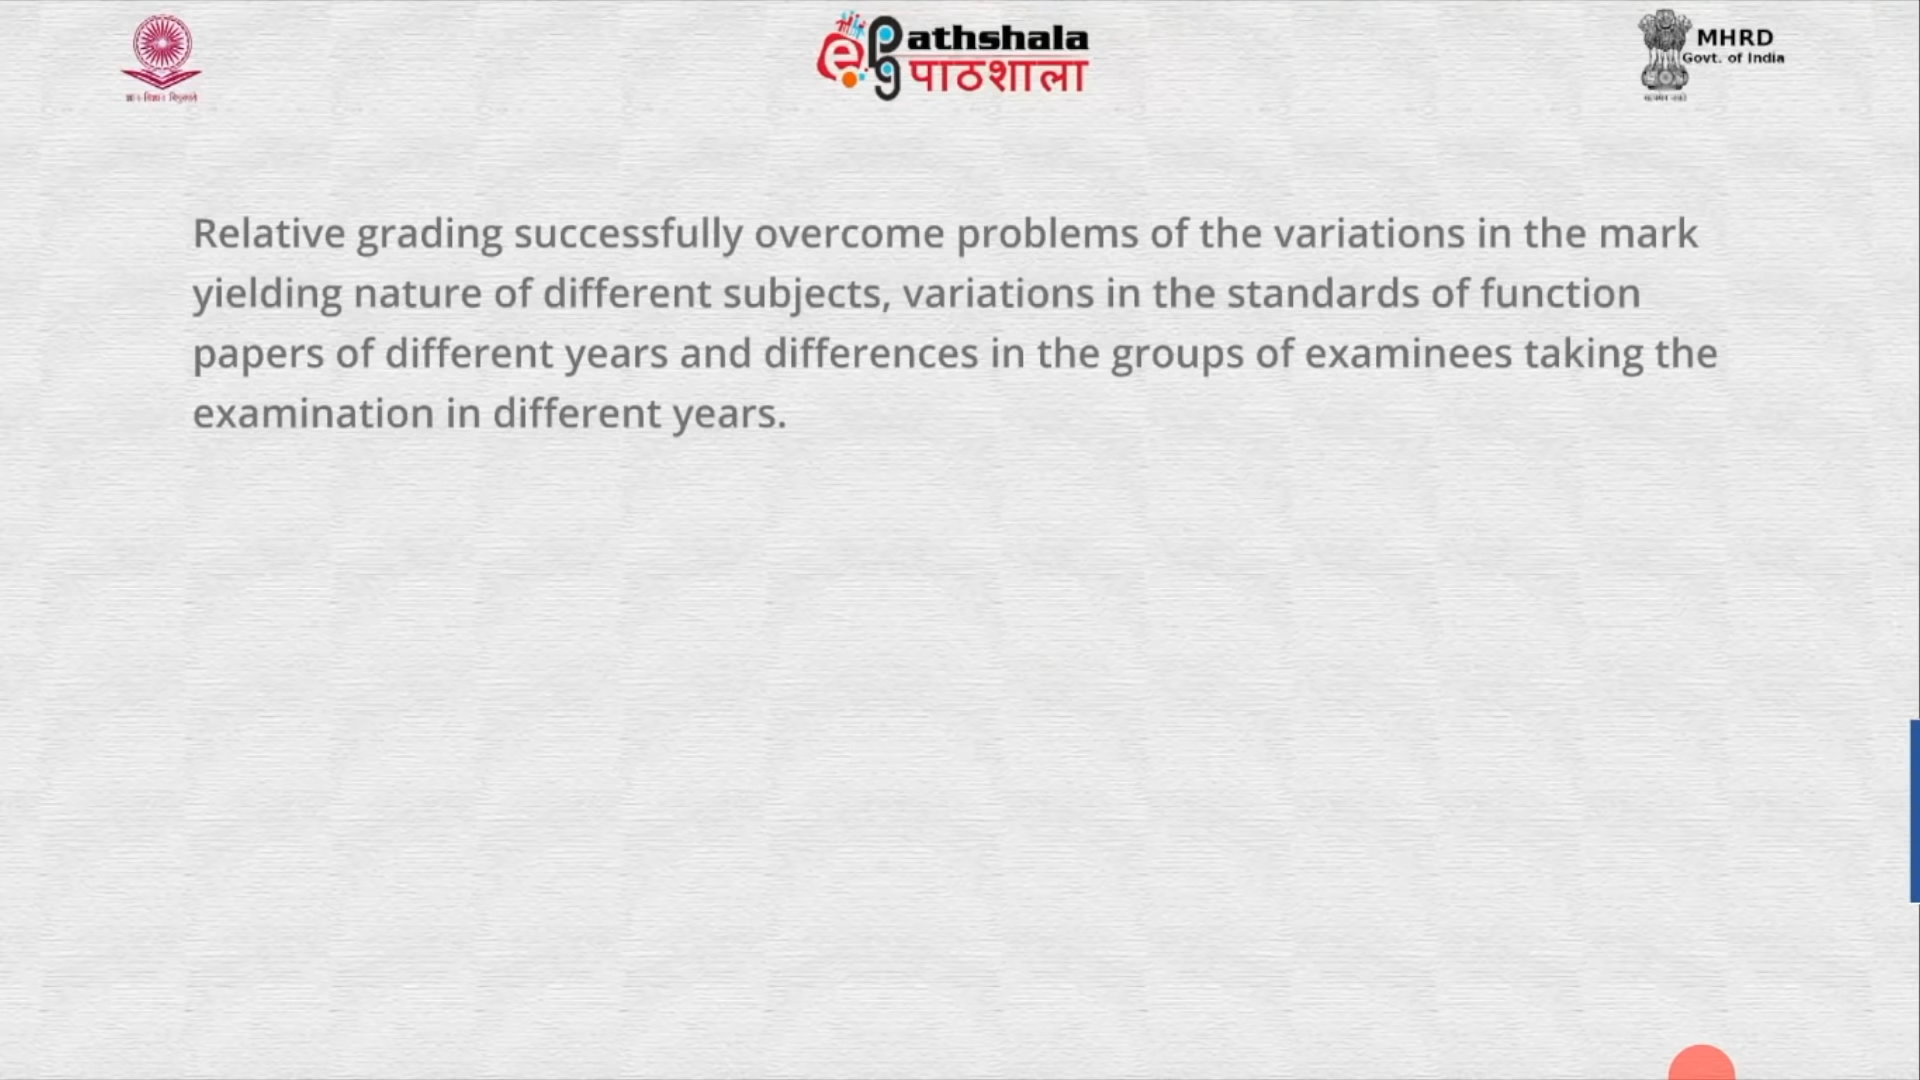 athshala
पाठशाला
MHRD
Govt. of India
Relative grading successfully overcome problems of the variations in the mark
yielding nature of different subjects, variations in the standards of function
papers of different years and differences in the groups of examinees taking the
examination in different years.